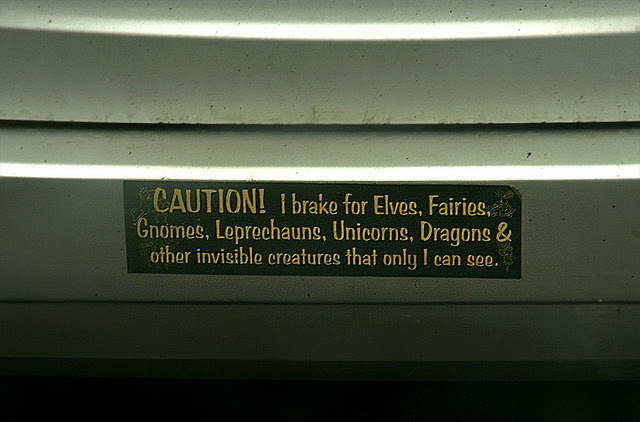 CAUTION! I brake for Elves, Fairies,
Gnomes, Leprechauns, Unicorns, Dragons &
other invisible creatures that only I can see.